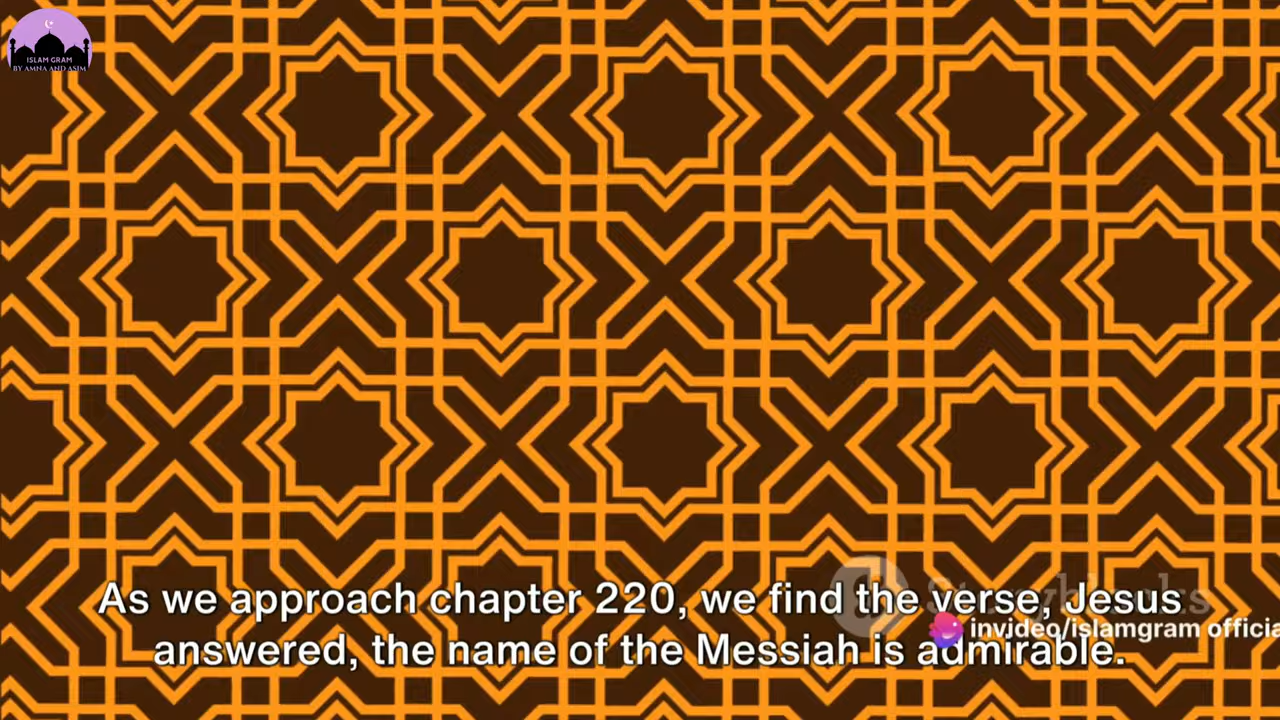 ISLAM GRAM
BY AMNA AND ASIM
As we approach chapter 220, we find the verse, Jesus
answered, the name of the Messiah is admirable.
invideo/islamgram officia